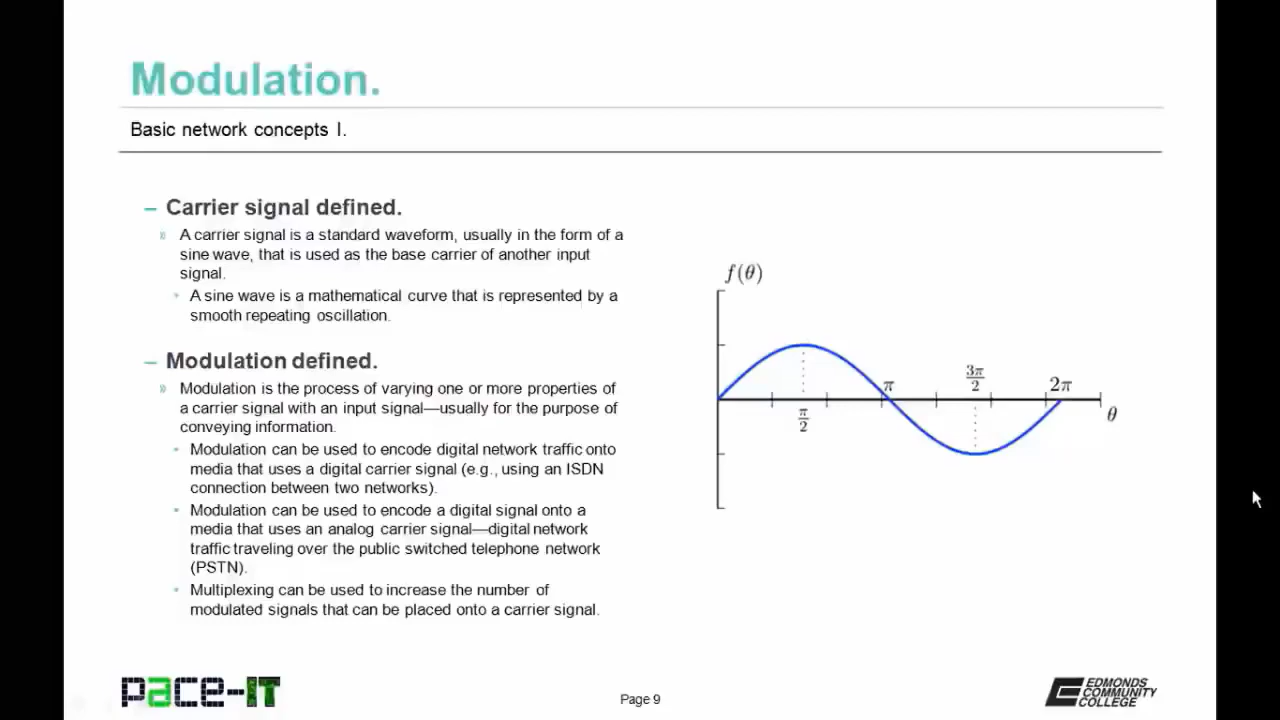 Modulation.
Basic network concepts I.
– Carrier signal defined.
» A carrier signal is a standard waveform, usually in the form of a
sine wave, that is used as the base carrier of another input
signal.
• A sine wave is a mathematical curve that is represented by a
smooth repeating oscillation.
– Modulation defined.
» Modulation is the process of varying one or more properties of
a carrier signal with an input signal—usually for the purpose of
conveying information.
• Modulation can be used to encode digital network traffic onto
media that uses a digital carrier signal (e.g., using an ISDN
connection between two networks).
• Modulation can be used to encode a digital signal onto a
media that uses an analog carrier signal—digital network
traffic traveling over the public switched telephone network
(PSTN).
• Multiplexing can be used to increase the number of
modulated signals that can be placed onto a carrier signal.
f(θ)
π/2
π
3π/2
2π
θ
pace-IT
Page 9
EDMONDS
COMMUNITY
COLLEGE